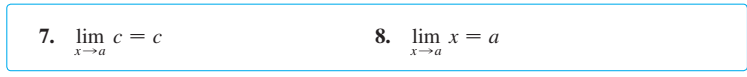 7. lim x→a c = c 8. lim x→a x = a